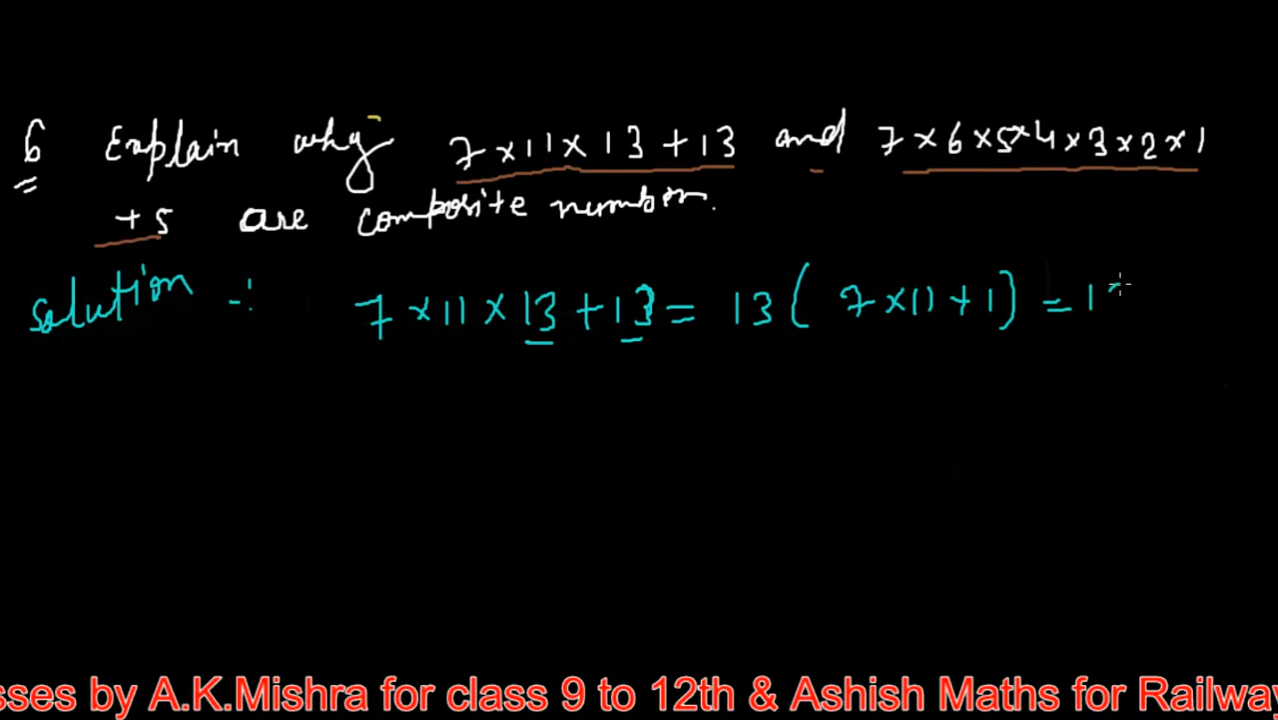 6 Explain why 7×11×13+13 and 7×6×5×4×3×2×1
+5 are composite number.
Solution -: 7×11×13+13= 13(7×11+1) =1
sses by A.K.Mishra for class 9 to 12th & Ashish Maths for Railway